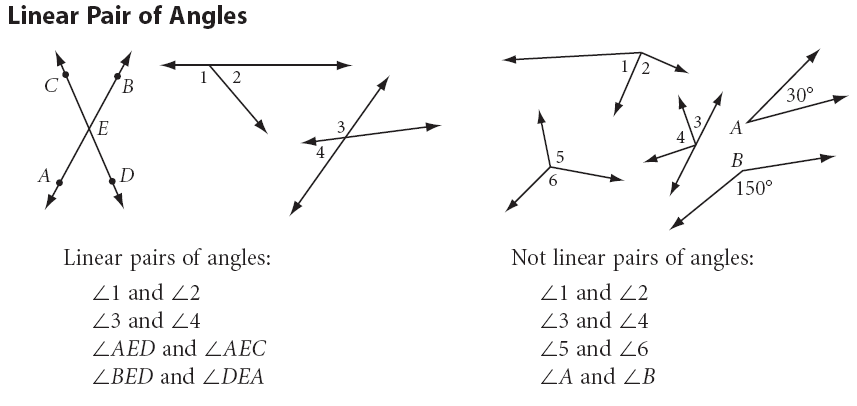 Linear Pair of Angles
C
B
E
A
D
1 2
3
4
1 2
5
6
3
4
A
30°
B
150°
Linear pairs of angles:
∠1 and ∠2
∠3 and ∠4
∠AED and ∠AEC
∠BED and ∠DEA
Not linear pairs of angles:
∠1 and ∠2
∠3 and ∠4
∠5 and ∠6
∠A and ∠B